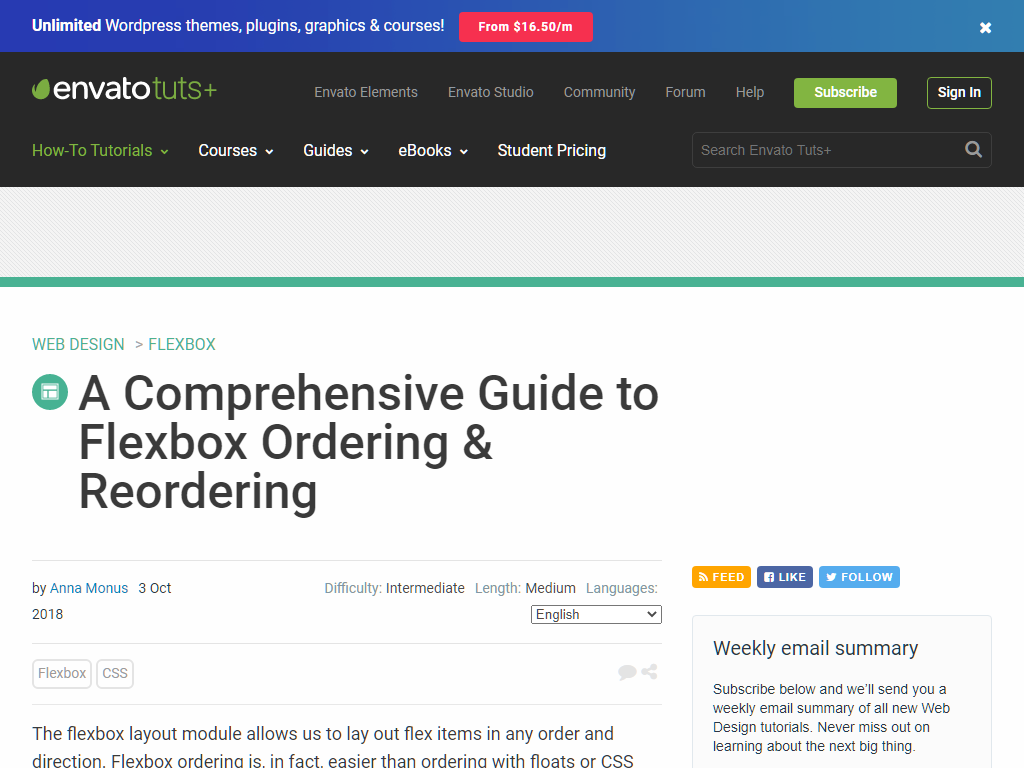 Unlimited Wordpress themes, plugins, graphics & courses! From $16.50/m
envato tuts+ Envato Elements Envato Studio Community Forum Help Subscribe Sign In
How-To Tutorials Courses Guides eBooks Student Pricing Search Envato Tuts+
WEB DESIGN > FLEXBOX
A Comprehensive Guide to
Flexbox Ordering &
Reordering
by Anna Monus 3 Oct
2018
Difficulty: Intermediate Length: Medium Languages:
English
Flexbox CSS
The flexbox layout module allows us to lay out flex items in any order and
direction. Flexbox ordering is, in fact, easier than ordering with floats or CSS
FEED LIKE FOLLOW
Weekly email summary
Subscribe below and we'll send you a
weekly email summary of all new Web
Design tutorials. Never miss out on
learning about the next big thing.